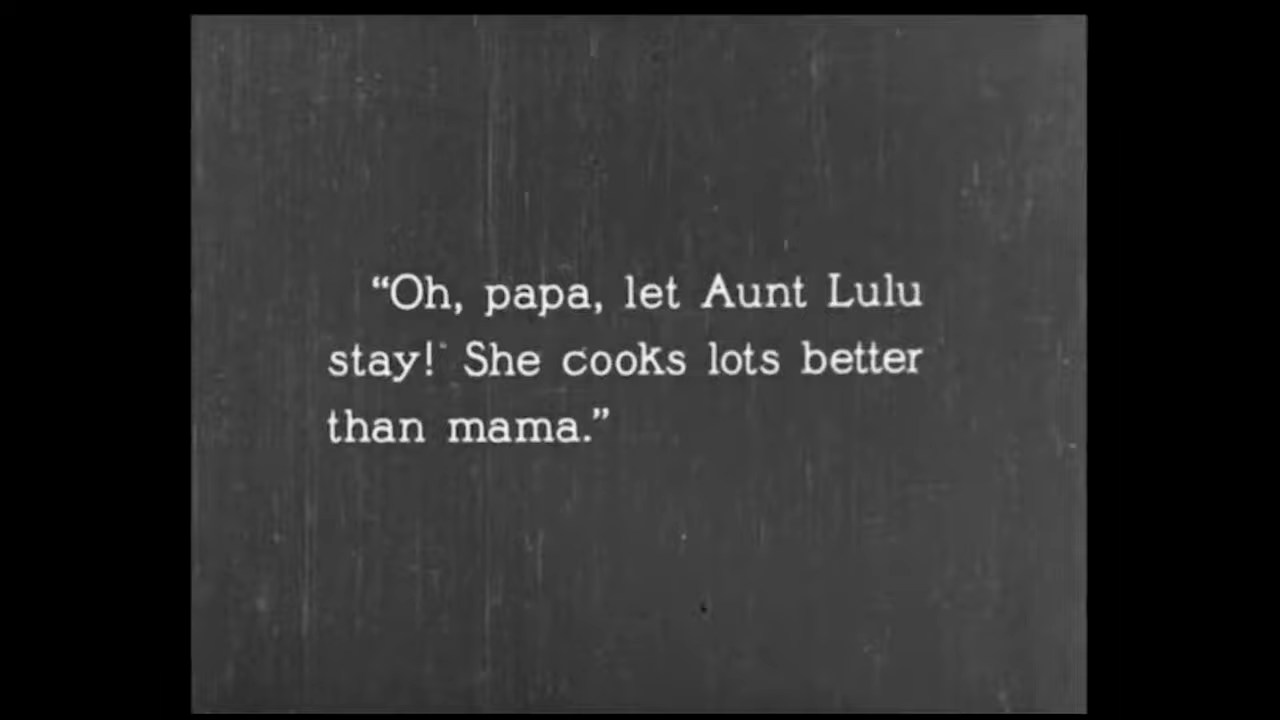 “Oh, papa, let Aunt Lulu
stay! She cooks lots better
than mama.”